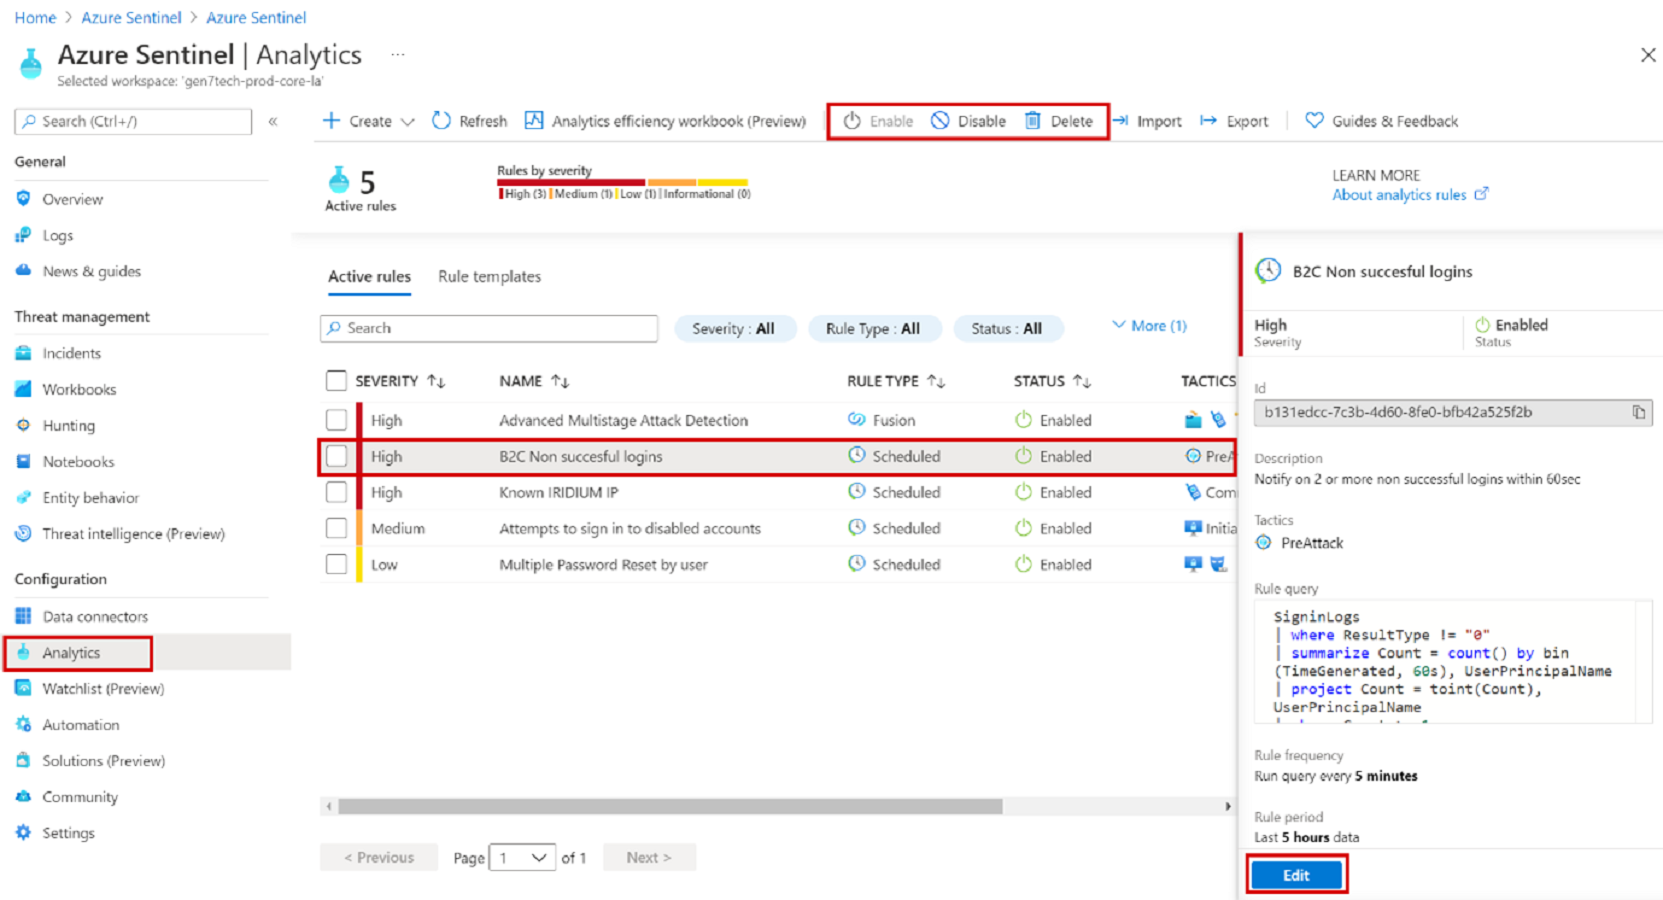 Home > Azure Sentinel > Azure Sentinel
Azure Sentinel | Analytics ...
Selected workspace: 'gen7tech-prod-core-la'
Search (Ctrl+/)
«
General
Overview
Logs
News & guides
Threat management
Incidents
Workbooks
Hunting
Notebooks
Entity behavior
Threat intelligence (Preview)
Configuration
Data connectors
Analytics
Watchlist (Preview)
Automation
Solutions (Preview)
Community
Settings
Create Refresh Analytics efficiency workbook (Preview) Enable Disable Delete Import Export Guides & Feedback
5
Active rules
Rules by severity
High (3) Medium (1) Low (1) Informational (0)
LEARN MORE
About analytics rules
Active rules Rule templates
Search Severity : All Rule Type : All Status : All More (1)
SEVERITY NAME RULE TYPE STATUS TACTICS
High Advanced Multistage Attack Detection Fusion Enabled
High B2C Non succesful logins Scheduled Enabled PreA
High Known IRIDIUM IP Scheduled Enabled Com
Medium Attempts to sign in to disabled accounts Scheduled Enabled Initia
Low Multiple Password Reset by user Scheduled Enabled
< Previous Page 1 of 1 Next >
B2C Non succesful logins
High Enabled
Severity Status
Id
b131edcc-7c3b-4d60-8fe0-bfb42a525f2b
Description
Notify on 2 or more non successful logins within 60sec
Tactics
PreAttack
Rule query
SigninLogs
| where ResultType != "0"
| summarize Count = count() by bin
(TimeGenerated, 60s), UserPrincipalName
| project Count = toint(Count),
UserPrincipalName
Rule frequency
Run query every 5 minutes
Rule period
Last 5 hours data
Edit